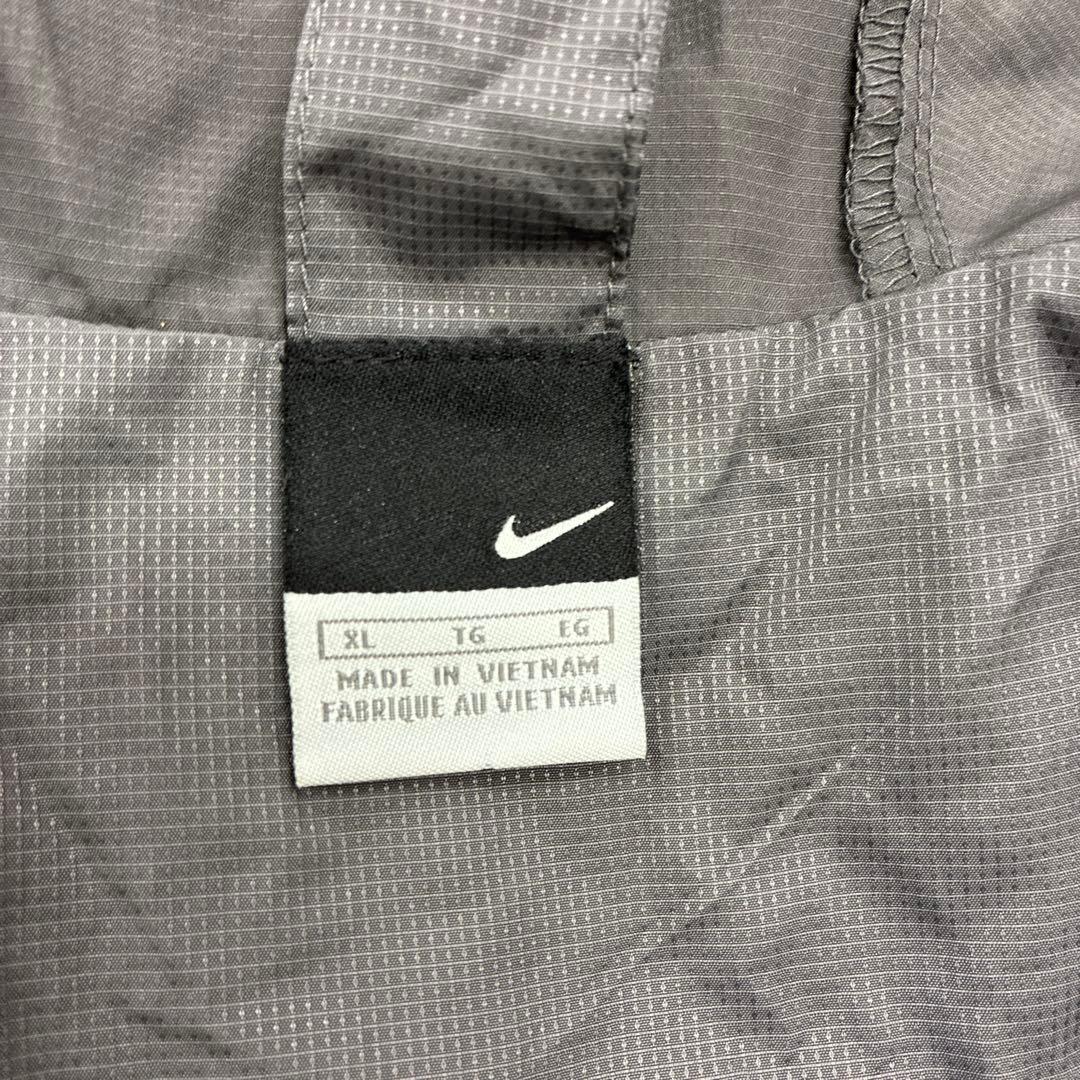 XL TG EG
MADE IN VIETNAM
FABRIQUE AU VIETNAM